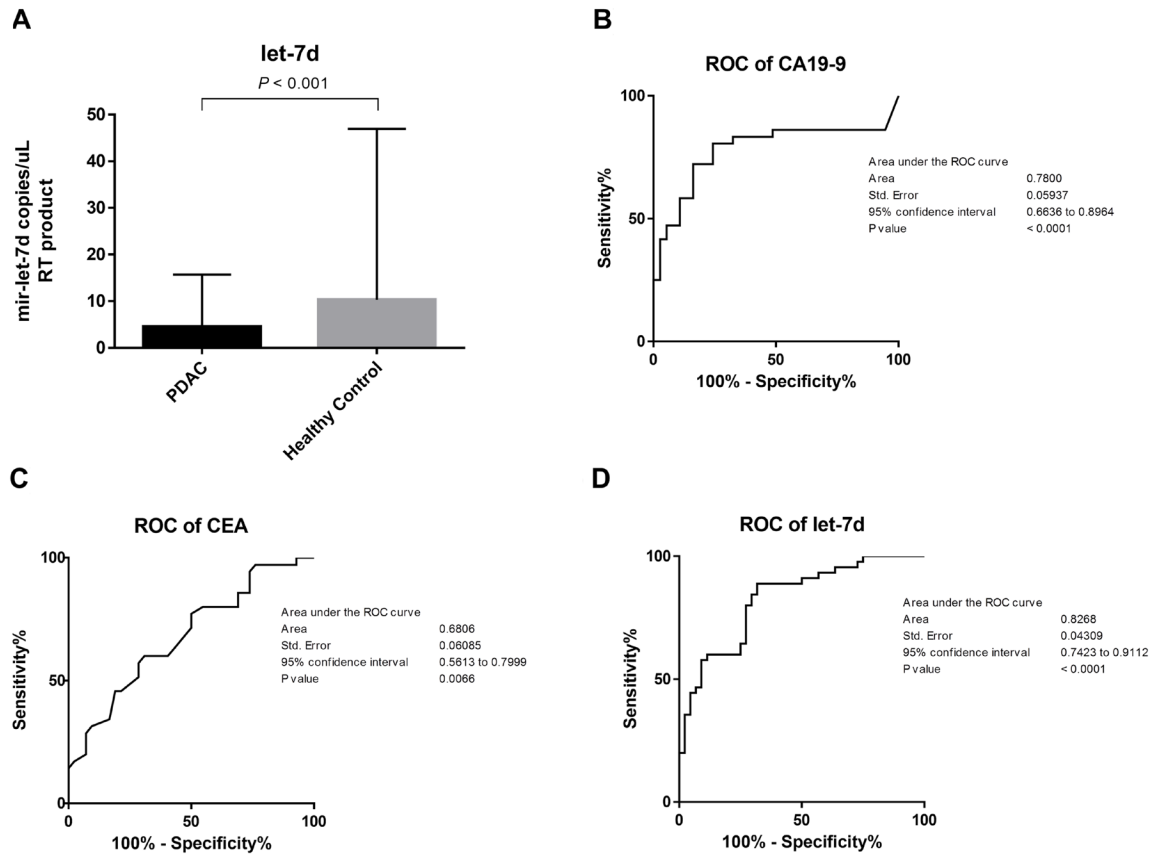 A
let-7d
P < 0.001
mir-let-7d copies/uL
RT product
50
40
30
20
10
0
PDAC
Healthy Control
B
ROC of CA19-9
Sensitivity%
100
50
0
0 50 100
100% - Specificity%
Area under the ROC curve
Area 0.7800
Std. Error 0.05937
95% confidence interval 0.6636 to 0.8964
P value < 0.0001
C
ROC of CEA
Sensitivity%
100
50
0
0 50 100
100% - Specificity%
Area under the ROC curve
Area 0.6806
Std. Error 0.06085
95% confidence interval 0.5613 to 0.7999
P value 0.0066
D
ROC of let-7d
Sensitivity%
100
50
0
0 50 100
100% - Specificity%
Area under the ROC curve
Area 0.8268
Std. Error 0.04309
95% confidence interval 0.7423 to 0.9112
P value < 0.0001